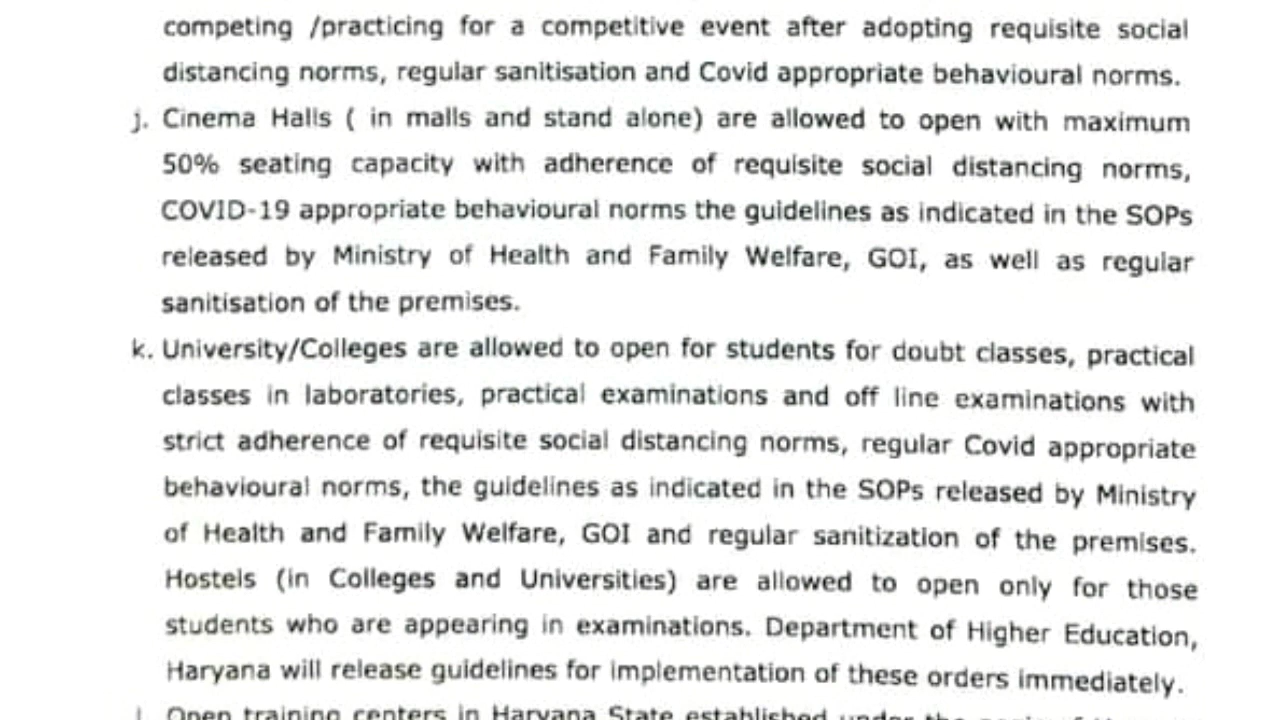 competing /practicing for a competitive event after adopting requisite social
distancing norms, regular sanitisation and Covid appropriate behavioural norms.
j. Cinema Halls ( in malls and stand alone) are allowed to open with maximum
50% seating capacity with adherence of requisite social distancing norms,
COVID-19 appropriate behavioural norms the guidelines as indicated in the SOPs
released by Ministry of Health and Family Welfare, GOI, as well as regular
sanitisation of the premises.
k. University/Colleges are allowed to open for students for doubt classes, practical
classes in laboratories, practical examinations and off line examinations with
strict adherence of requisite social distancing norms, regular Covid appropriate
behavioural norms, the guidelines as indicated in the SOPs released by Ministry
of Health and Family Welfare, GOI and regular sanitization of the premises.
Hostels (in Colleges and Universities) are allowed to open only for those
students who are appearing in examinations. Department of Higher Education,
Haryana will release guidelines for implementation of these orders immediately.
Open training centers in Haryana State established under the